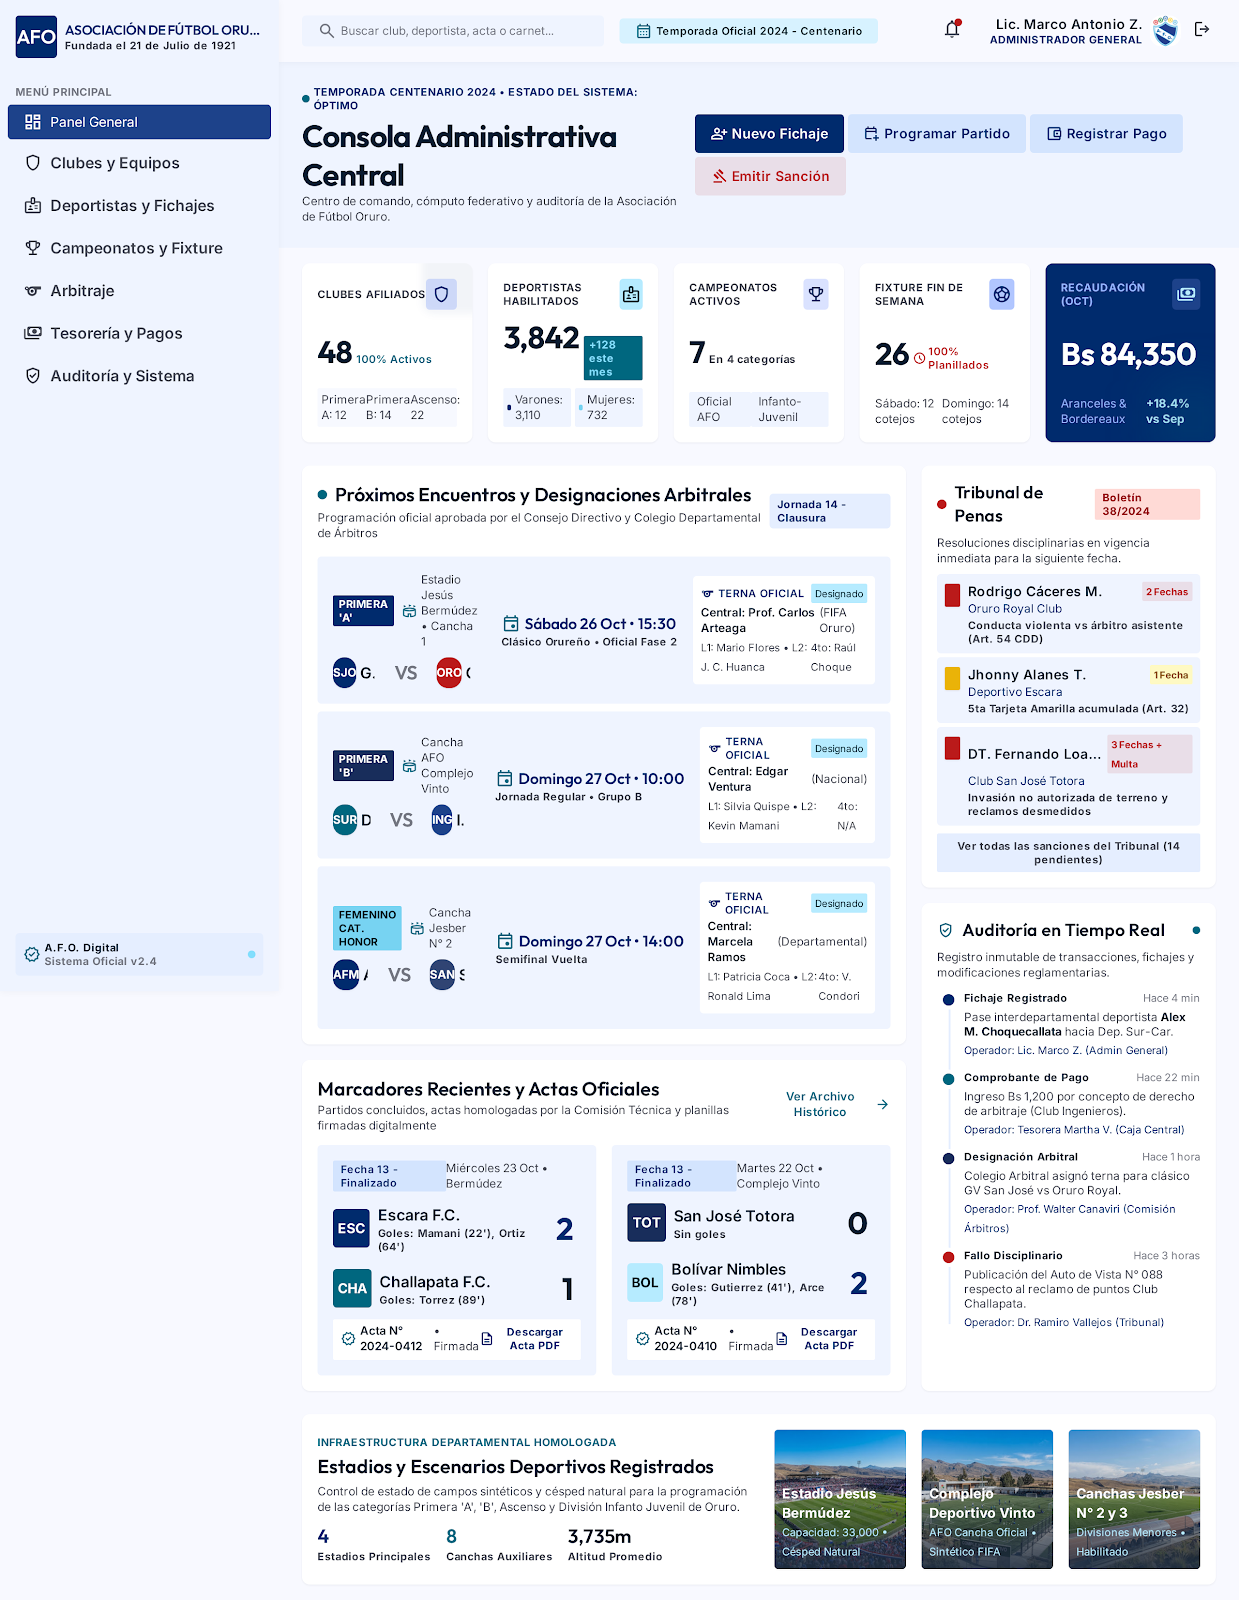 AFO
ASOCIACIÓN DE FÚTBOL ORU...
Fundada el 21 de Julio de 1921
MENÚ PRINCIPAL
Panel General
Clubes y Equipos
Deportistas y Fichajes
Campeonatos y Fixture
Arbitraje
Tesorería y Pagos
Auditoría y Sistema
A.F.O. Digital
Sistema Oficial v2.4
Buscar club, deportista, acta o carnet...
Temporada Oficial 2024 - Centenario
Lic. Marco Antonio Z.
ADMINISTRADOR GENERAL
TEMPORADA CENTENARIO 2024 • ESTADO DEL SISTEMA:
ÓPTIMO
Consola Administrativa
Central
Centro de comando, cómputo federativo y auditoría de la Asociación
de Fútbol Oruro.
Nuevo Fichaje
Programar Partido
Registrar Pago
Emitir Sanción
CLUBES AFILIADOS
48 100% Activos
Primera
A: 12
Primera
B: 14
Ascenso:
22
DEPORTISTAS
HABILITADOS
3,842
+128
este
mes
Varones:
3,110
Mujeres:
732
CAMPEONATOS
ACTIVOS
7 En 4 categorías
Oficial
AFO
Infanto-
Juvenil
FIXTURE FIN DE
SEMANA
26
100%
Planillados
Sábado: 12
cotejos
Domingo: 14
cotejos
RECAUDACIÓN
(OCT)
Bs 84,350
Aranceles &
Bordereaux
+18.4%
vs Sep
Próximos Encuentros y Designaciones Arbitrales
Programación oficial aprobada por el Consejo Directivo y Colegio Departamental
de Árbitros
Jornada 14 -
Clausura
PRIMERA
'A'
Estadio
Jesús
Bermúdez
• Cancha
1
SJO G. VS ORO
Sábado 26 Oct • 15:30
Clásico Orureño • Oficial Fase 2
TERNA OFICIAL
Designado
Central: Prof. Carlos
Arteaga
(FIFA
Oruro)
L1: Mario Flores • L2:
J. C. Huanca
4to: Raúl
Choque
PRIMERA
'B'
Cancha
AFO
Complejo
Vinto
SUR D VS ING I.
Domingo 27 Oct • 10:00
Jornada Regular • Grupo B
TERNA
OFICIAL
Designado
Central: Edgar
Ventura
(Nacional)
L1: Silvia Quispe • L2:
Kevin Mamani
4to:
N/A
FEMENINO
CAT.
HONOR
Cancha
Jesber
N° 2
AFM VS SAN
Domingo 27 Oct • 14:00
Semifinal Vuelta
TERNA
OFICIAL
Designado
Central:
Marcela
Ramos
(Departamental)
L1: Patricia Coca • L2:
Ronald Lima
4to: V.
Condori
Tribunal de
Penas
Boletín
38/2024
Resoluciones disciplinarias en vigencia
inmediata para la siguiente fecha.
Rodrigo Cáceres M.
2 Fechas
Oruro Royal Club
Conducta violenta vs árbitro asistente
(Art. 54 CDD)
Jhonny Alanes T.
1 Fecha
Deportivo Escara
5ta Tarjeta Amarilla acumulada (Art. 32)
DT. Fernando Loa...
3 Fechas +
Multa
Club San José Totora
Invasión no autorizada de terreno y
reclamos desmedidos
Ver todas las sanciones del Tribunal (14
pendientes)
Auditoría en Tiempo Real
Registro inmutable de transacciones, fichajes y
modificaciones reglamentarias.
Fichaje Registrado
Hace 4 min
Pase interdepartamental deportista Alex
M. Choquecallata hacia Dep. Sur-Car.
Operador: Lic. Marco Z. (Admin General)
Comprobante de Pago
Hace 22 min
Ingreso Bs 1,200 por concepto de derecho
de arbitraje (Club Ingenieros).
Operador: Tesorera Martha V. (Caja Central)
Designación Arbitral
Hace 1 hora
Colegio Arbitral asignó terna para clásico
GV San José vs Oruro Royal.
Operador: Prof. Walter Canaviri (Comisión
Árbitros)
Fallo Disciplinario
Hace 3 horas
Publicación del Auto de Vista N° 088
respecto al reclamo de puntos Club
Challapata.
Operador: Dr. Ramiro Vallejos (Tribunal)
Marcadores Recientes y Actas Oficiales
Partidos concluidos, actas homologadas por la Comisión Técnica y planillas
firmadas digitalmente
Ver Archivo
Histórico
Fecha 13 -
Finalizado
Miércoles 23 Oct •
Bermúdez
ESC
Escara F.C.
Goles: Mamani (22'), Ortiz
(64')
2
CHA
Challapata F.C.
Goles: Torrez (89')
1
Acta N°
2024-0412
•
Firmada
Descargar
Acta PDF
Fecha 13 -
Finalizado
Martes 22 Oct •
Complejo Vinto
TOT
San José Totora
Sin goles
0
BOL
Bolívar Nimbles
Goles: Gutierrez (41'), Arce
(78')
2
Acta N°
2024-0410
•
Firmada
Descargar
Acta PDF
INFRAESTRUCTURA DEPARTAMENTAL HOMOLOGADA
Estadios y Escenarios Deportivos Registrados
Control de estado de campos sintéticos y césped natural para la programación
de las categorías Primera 'A', 'B', Ascenso y División Infanto Juvenil de Oruro.
4
Estadios Principales
8
Canchas Auxiliares
3,735m
Altitud Promedio
Estadio Jesús
Bermúdez
Capacidad: 33,000 •
Césped Natural
Complejo
Deportivo Vinto
AFO Cancha Oficial •
Sintético FIFA
Canchas Jesber
N° 2 y 3
Divisiones Menores •
Habilitado